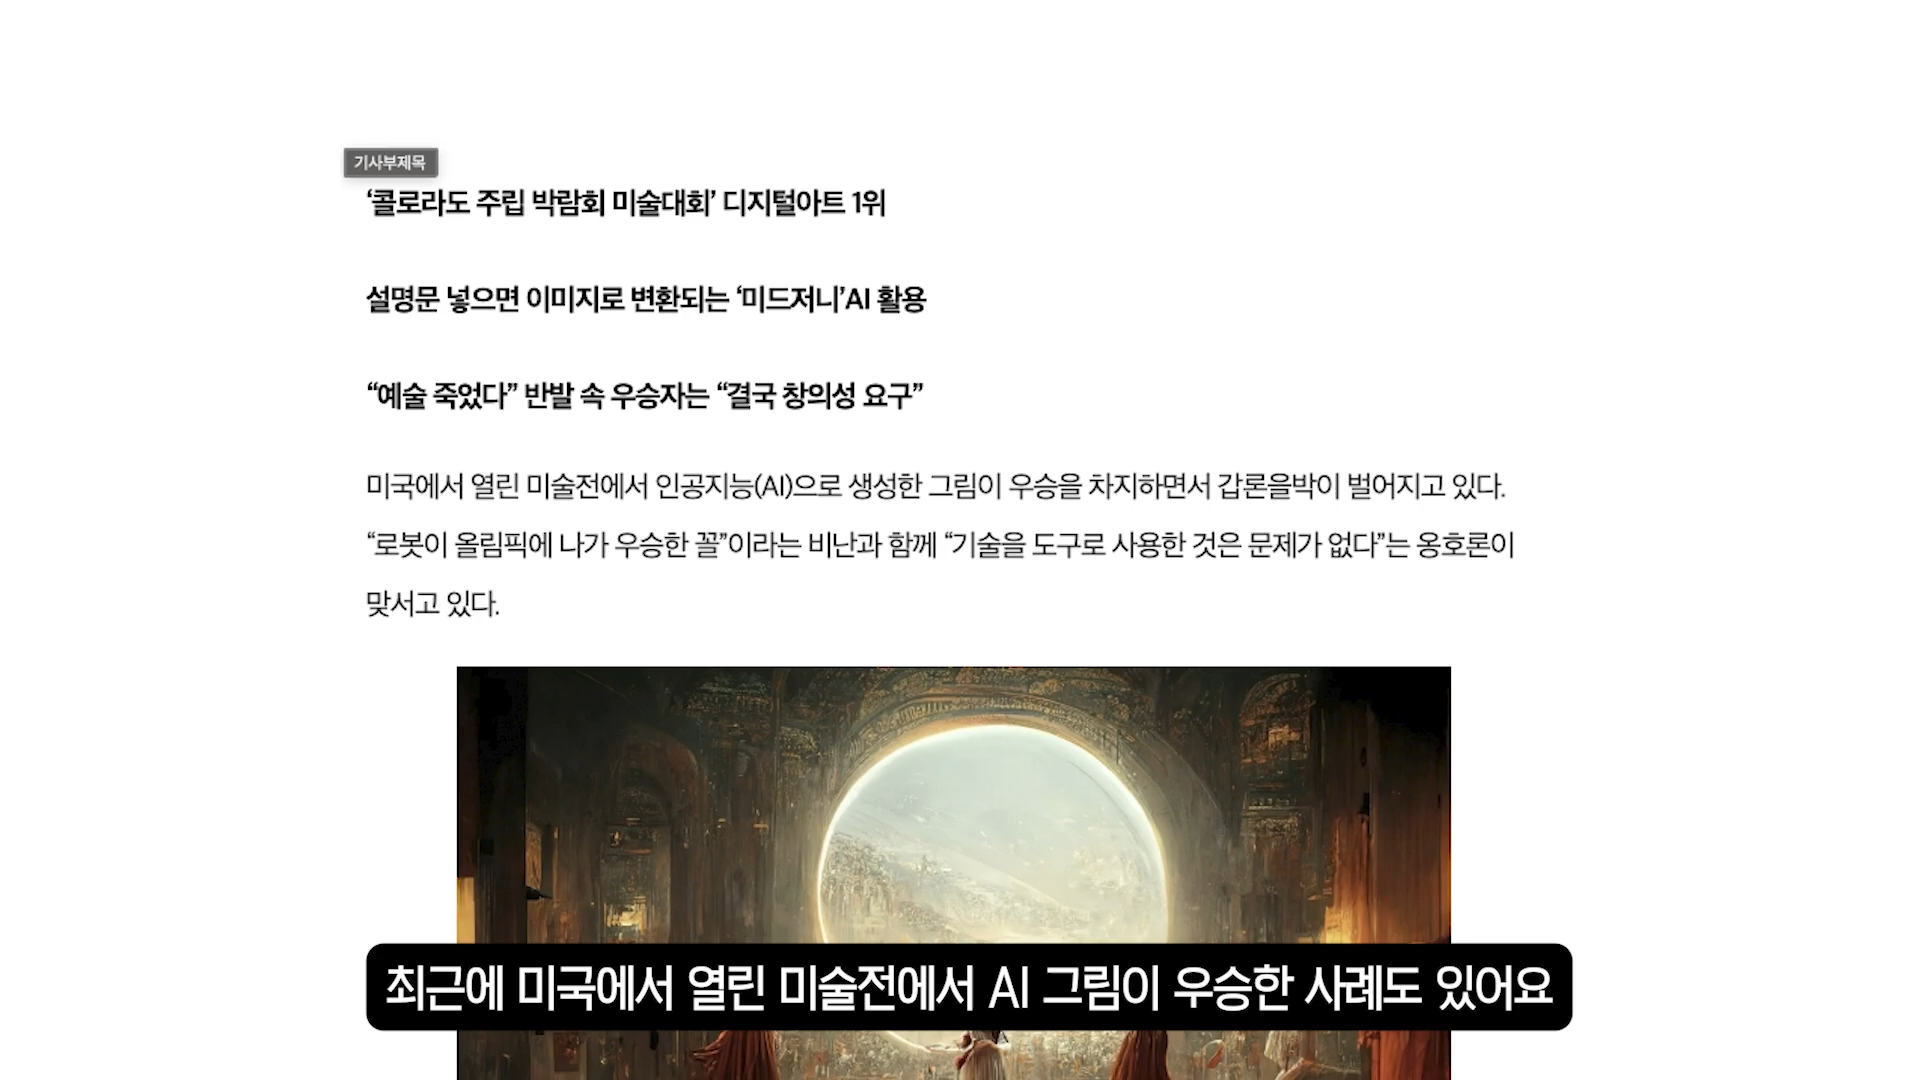 기사부제목
‘콜로라도 주립 박람회 미술대회’ 디지털아트 1위
설명문 넣으면 이미지로 변환되는 ‘미드저니’AI 활용
“예술 죽었다” 반발 속 우승자는 “결국 창의성 요구”
미국에서 열린 미술전에서 인공지능(AI)으로 생성한 그림이 우승을 차지하면서 갑론을박이 벌어지고 있다.
“로봇이 올림픽에 나가 우승한 꼴”이라는 비난과 함께 “기술을 도구로 사용한 것은 문제가 없다”는 옹호론이
맞서고 있다.
최근에 미국에서 열린 미술전에서 AI 그림이 우승한 사례도 있어요